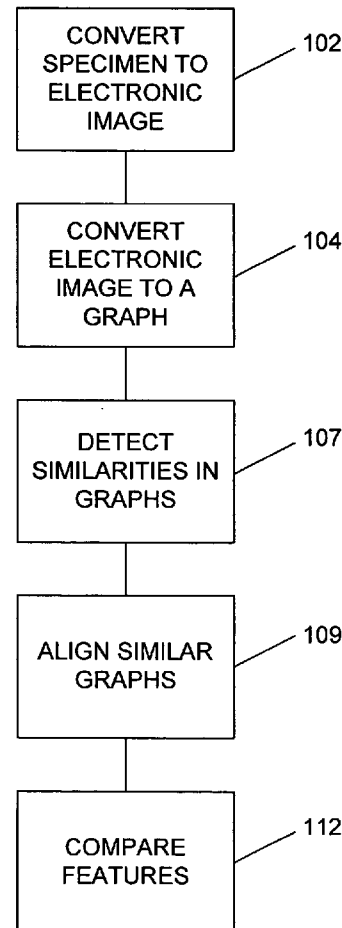 CONVERT
SPECIMEN TO
ELECTRONIC
IMAGE
102
CONVERT
ELECTRONIC
IMAGE TO A
GRAPH
104
DETECT
SIMILARITIES IN
GRAPHS
107
ALIGN SIMILAR
GRAPHS
109
COMPARE
FEATURES
112